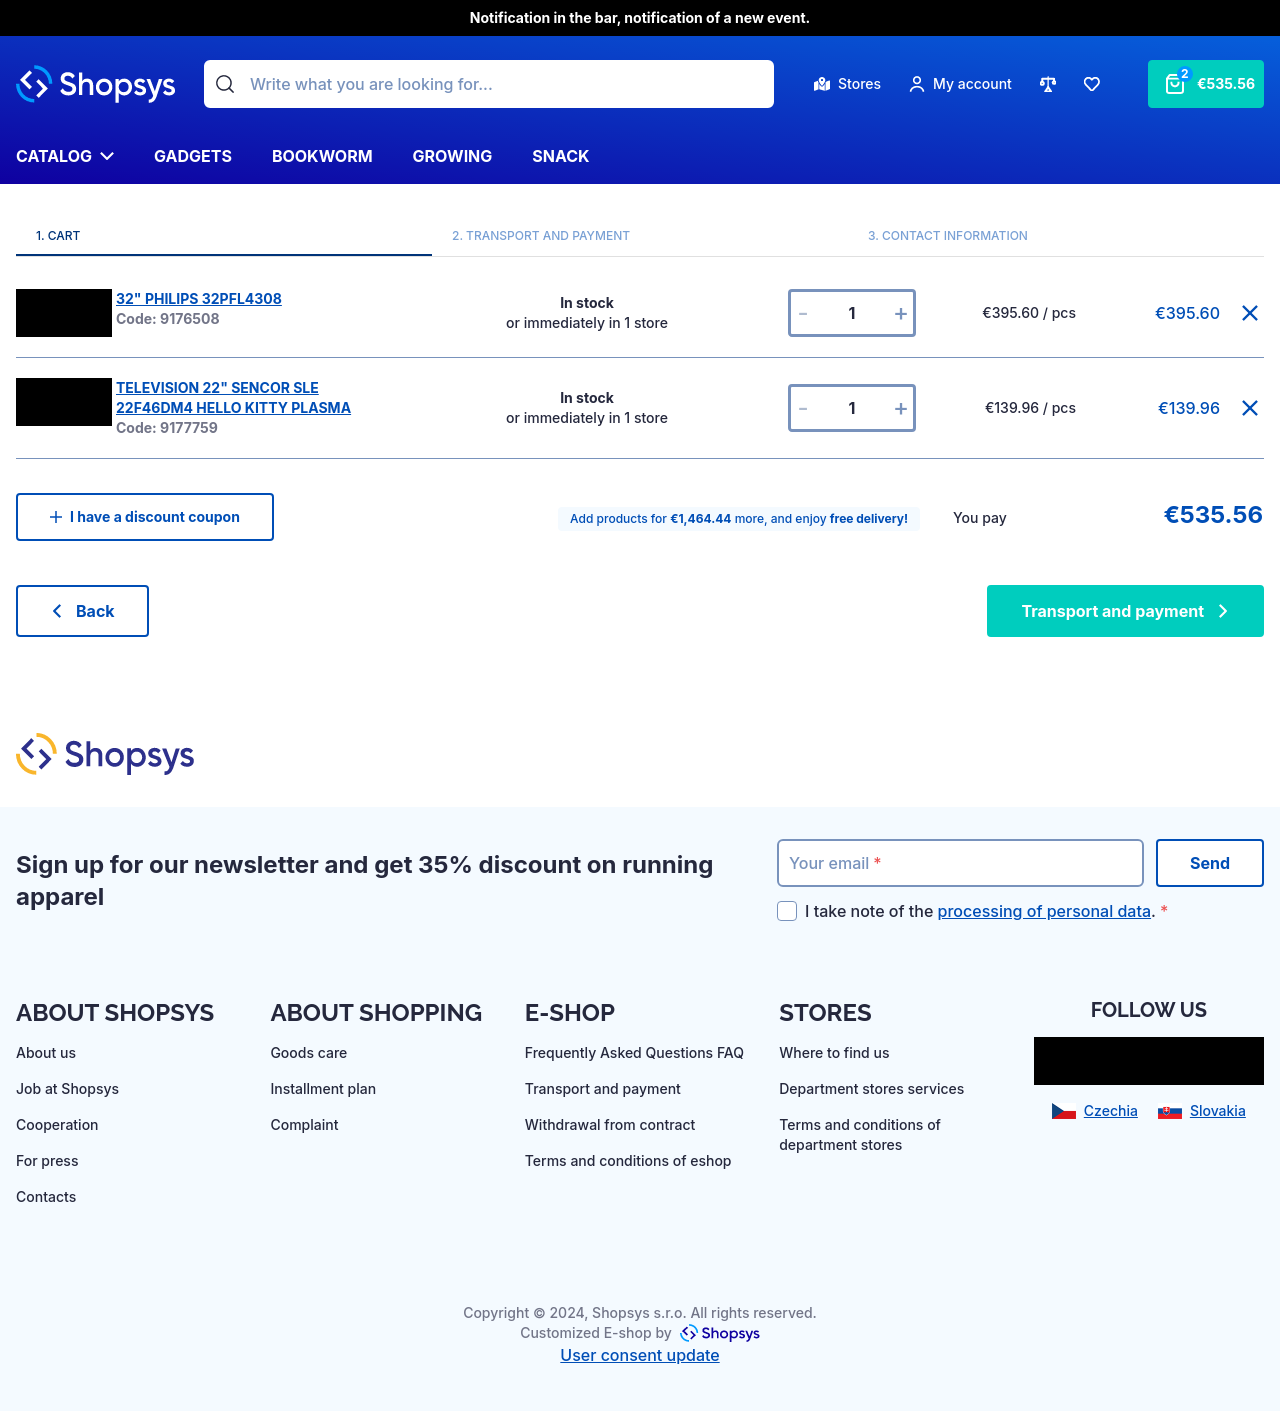 Notification in the bar, notification of a new event.
Shopsys
Write what you are looking for...
Stores
My account
2
€535.56
CATALOG
GADGETS
BOOKWORM
GROWING
SNACK
1. CART
2. TRANSPORT AND PAYMENT
3. CONTACT INFORMATION
32" PHILIPS 32PFL4308
Code: 9176508
In stock
or immediately in 1 store
- 1 +
€395.60 / pcs
€395.60
TELEVISION 22" SENCOR SLE
22F46DM4 HELLO KITTY PLASMA
Code: 9177759
In stock
or immediately in 1 store
- 1 +
€139.96 / pcs
€139.96
I have a discount coupon
Add products for €1,464.44 more, and enjoy free delivery!
You pay
€535.56
Back
Transport and payment
Shopsys
Sign up for our newsletter and get 35% discount on running
apparel
Your email *
Send
I take note of the processing of personal data. *
ABOUT SHOPSYS
About us
Job at Shopsys
Cooperation
For press
Contacts
ABOUT SHOPPING
Goods care
Installment plan
Complaint
E-SHOP
Frequently Asked Questions FAQ
Transport and payment
Withdrawal from contract
Terms and conditions of eshop
STORES
Where to find us
Department stores services
Terms and conditions of
department stores
FOLLOW US
Czechia
Slovakia
Copyright © 2024, Shopsys s.r.o. All rights reserved.
Customized E-shop by Shopsys
User consent update